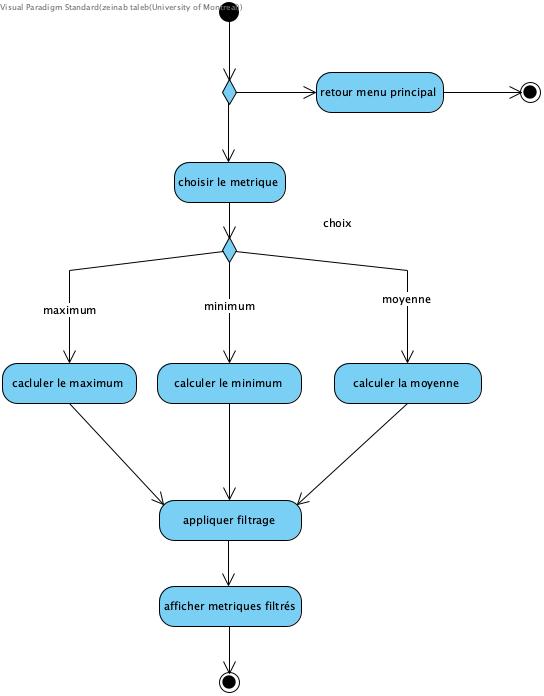 Visual Paradigm Standard(zeinab taleb(University of Montreal))
retour menu principal
choisir le metrique
choix
maximum
minimum
moyenne
cacluler le maximum
calculer le minimum
calculer la moyenne
appliquer filtrage
afficher metriques filtrés